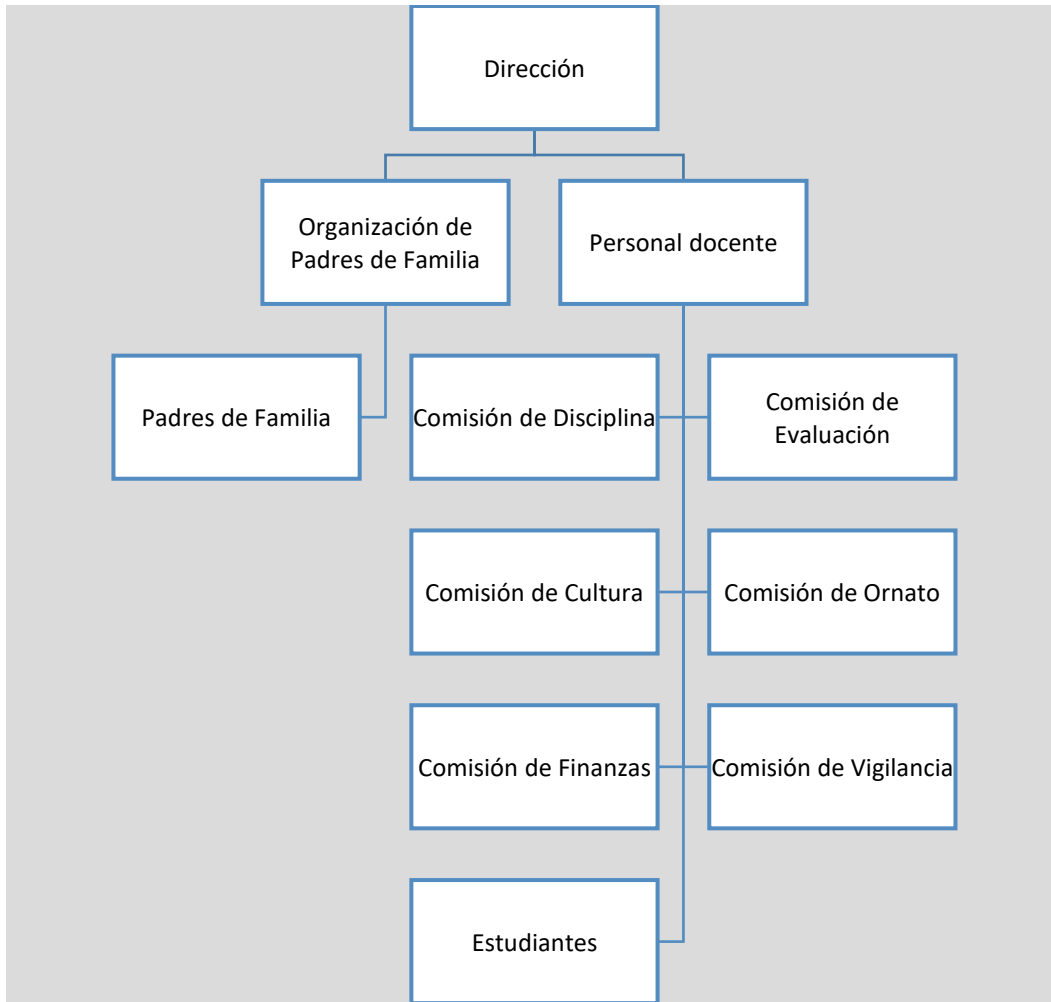 Dirección
Organización de
Padres de Familia
Personal docente
Padres de Familia
Comisión de Disciplina
Comisión de
Evaluación
Comisión de Cultura
Comisión de Ornato
Comisión de Finanzas
Comisión de Vigilancia
Estudiantes